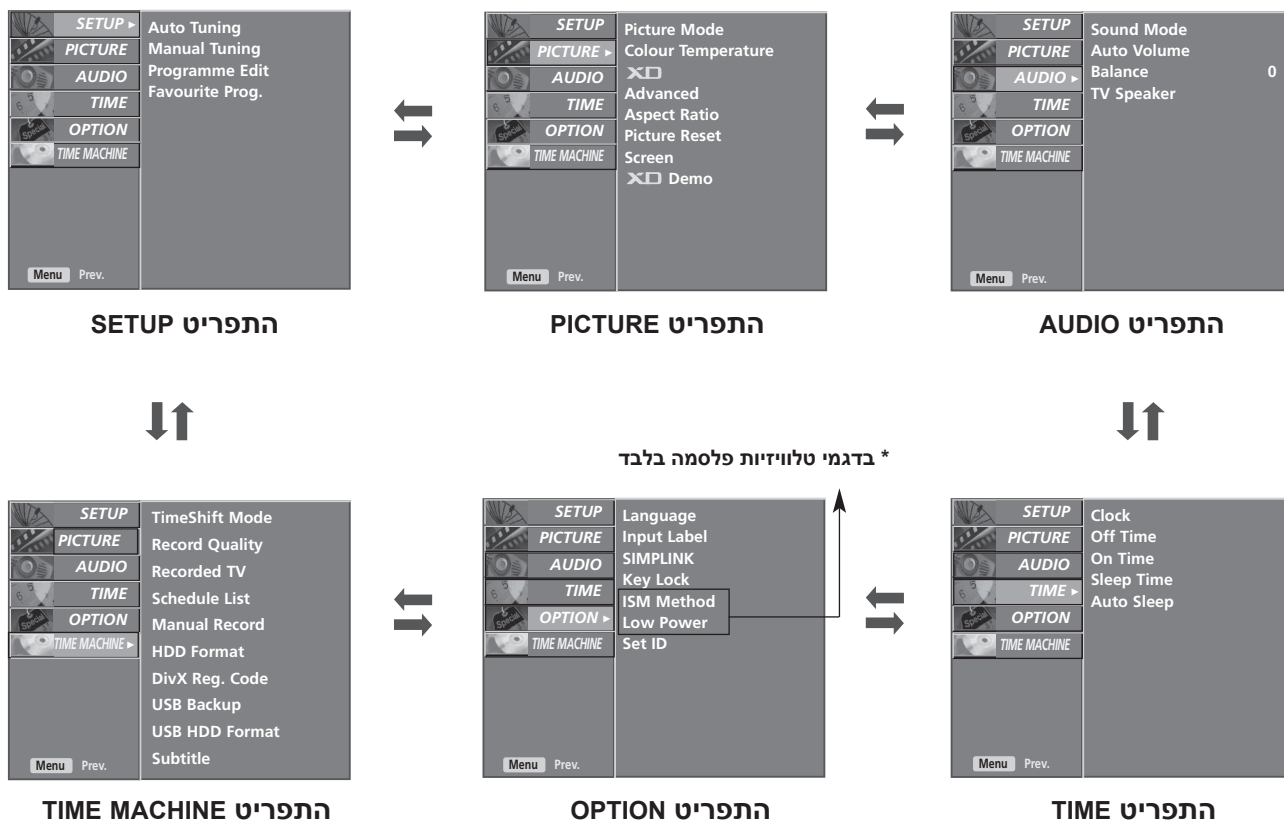 SETUP
PICTURE
AUDIO
TIME
OPTION
TIME MACHINE
Auto Tuning
Manual Tuning
Programme Edit
Favourite Prog.
Menu Prev.
התפריט SETUP
SETUP
PICTURE
AUDIO
TIME
OPTION
TIME MACHINE
Picture Mode
Colour Temperature
XD
Advanced
Aspect Ratio
Picture Reset
Screen
XD Demo
Menu Prev.
התפריט PICTURE
SETUP
PICTURE
AUDIO
TIME
OPTION
TIME MACHINE
Sound Mode
Auto Volume
Balance 0
TV Speaker
Menu Prev.
התפריט AUDIO
* בדגמי טלוויזיות פלסמה בלבד
SETUP
PICTURE
AUDIO
TIME
OPTION
TIME MACHINE
TimeShift Mode
Record Quality
Recorded TV
Schedule List
Manual Record
HDD Format
DivX Reg. Code
USB Backup
USB HDD Format
Subtitle
Menu Prev.
התפריט TIME MACHINE
SETUP
PICTURE
AUDIO
TIME
OPTION
TIME MACHINE
Language
Input Label
SIMPLINK
Key Lock
ISM Method
Low Power
Set ID
Menu Prev.
התפריט OPTION
SETUP
PICTURE
AUDIO
TIME
OPTION
TIME MACHINE
Clock
Off Time
On Time
Sleep Time
Auto Sleep
Menu Prev.
התפריט TIME